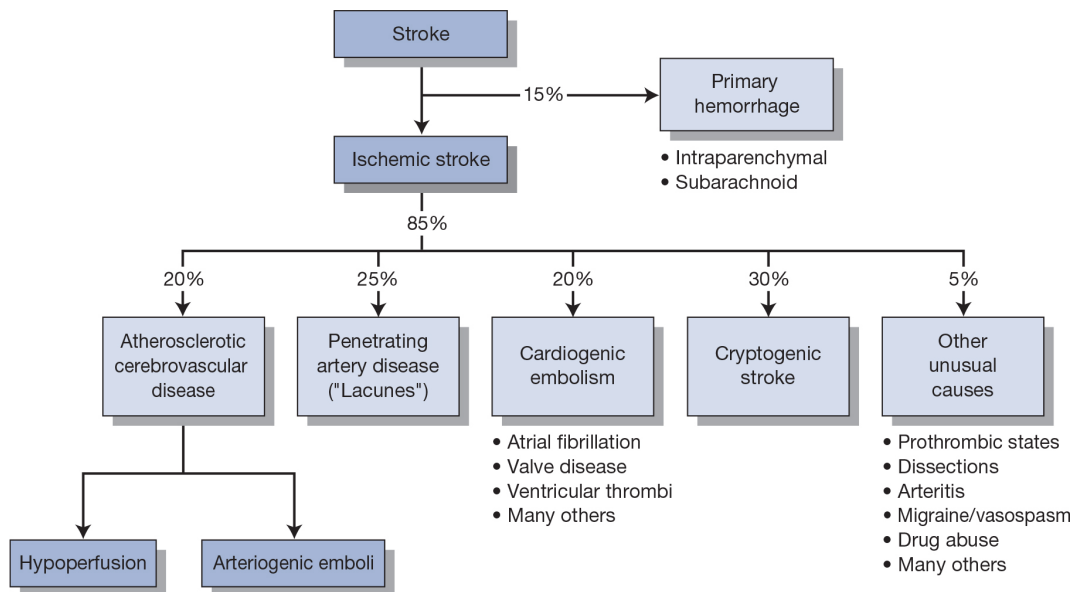 Stroke
15%
Primary
hemorrhage
Ischemic stroke
• Intraparenchymal
• Subarachnoid
85%
20%
25%
20%
30%
5%
Atherosclerotic
cerebrovascular
disease
Penetrating
artery disease
("Lacunes")
Cardiogenic
embolism
Cryptogenic
stroke
Other
unusual
causes
• Atrial fibrillation
• Valve disease
• Ventricular thrombi
• Many others
• Prothrombic states
• Dissections
• Arteritis
• Migraine/vasospasm
• Drug abuse
• Many others
Hypoperfusion
Arteriogenic emboli